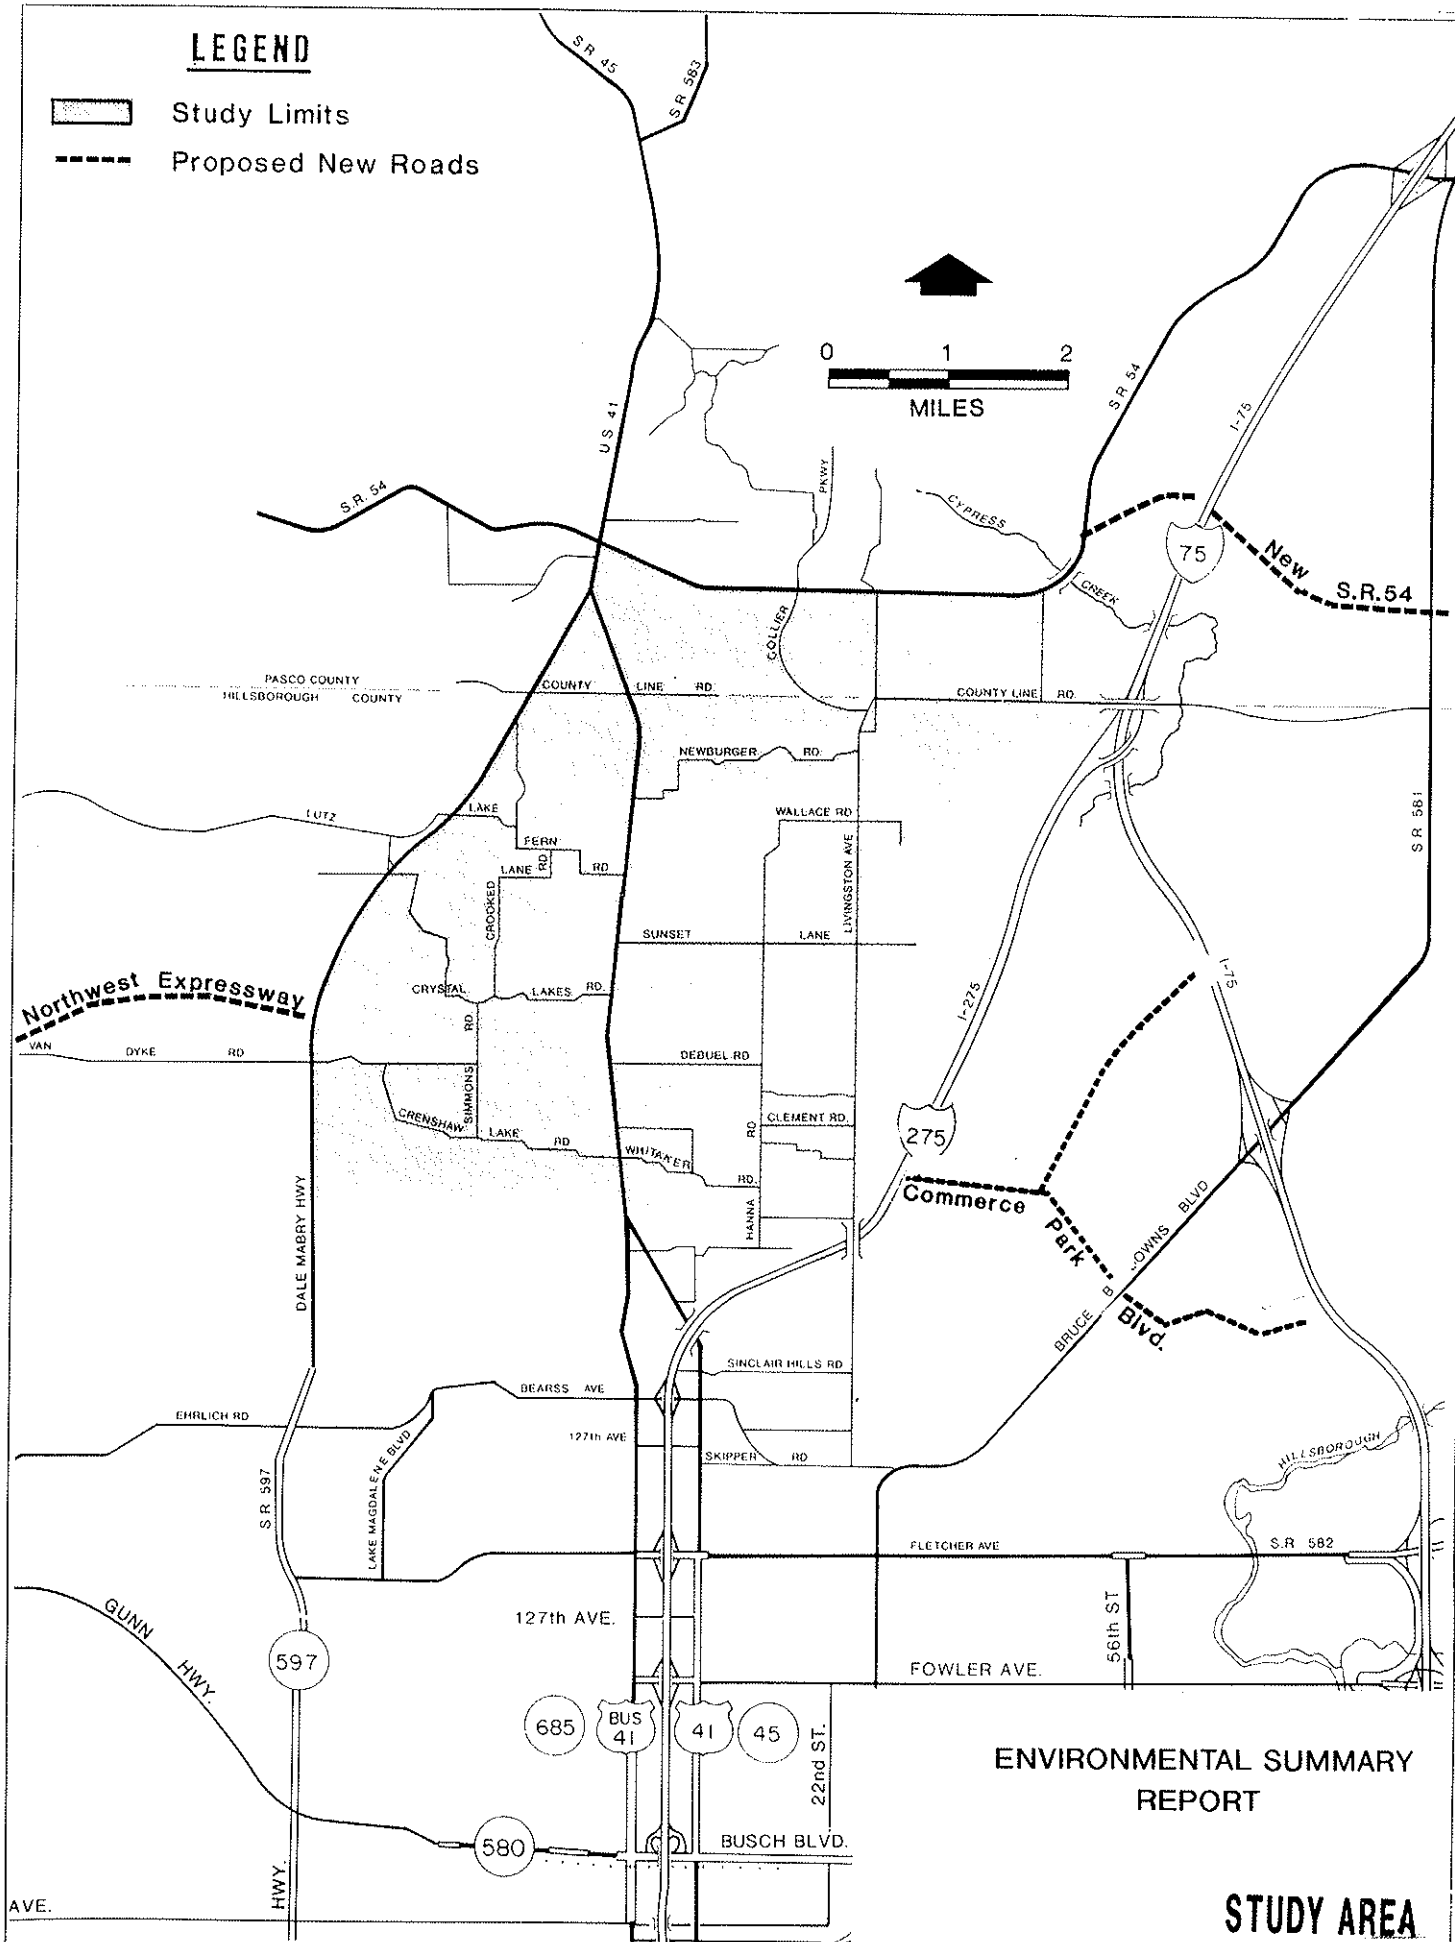 LEGEND
Study Limits
Proposed New Roads
S R 45
S R 583
0 1 2
MILES
US 41
S R 54
I-75
S.R. 54
PKWY
CYPRESS
CREEK
75
New
S.R.54
COLLIER
PASCO COUNTY
HILLSBOROUGH COUNTY
COUNTY LINE RD.
COUNTY LINE RD.
NEWBURGER RD.
LUTZ
LAKE
FERN
RD
LANE
RD
WALLACE RD
LIVINGSTON AVE
S R 581
CROOKED
SUNSET LANE
CRYSTAL LAKES RD.
Northwest Expressway
I-275
I-75
VAN DYKE RD
RD.
SIMMONS
DEBUEL RD
CRENSHAW LAKE RD
WHITAKER
RD.
CLEMENT RD.
RD
HANNA
275
Commerce
Park
Blvd.
DALE MABRY HWY
BRUCE B
OWNS BLVD
SINCLAIR HILLS RD
BEARSS AVE
EHRLICH RD
127th AVE
SKIPPER RD
LAKE MAGDALENE BLVD
S R 597
HILLSBOROUGH
FLETCHER AVE
S.R 582
127th AVE.
56th ST
GUNN
HWY.
597
FOWLER AVE.
685
BUS
41
41
45
22nd ST.
ENVIRONMENTAL SUMMARY
REPORT
580
BUSCH BLVD.
HWY.
AVE.
STUDY AREA